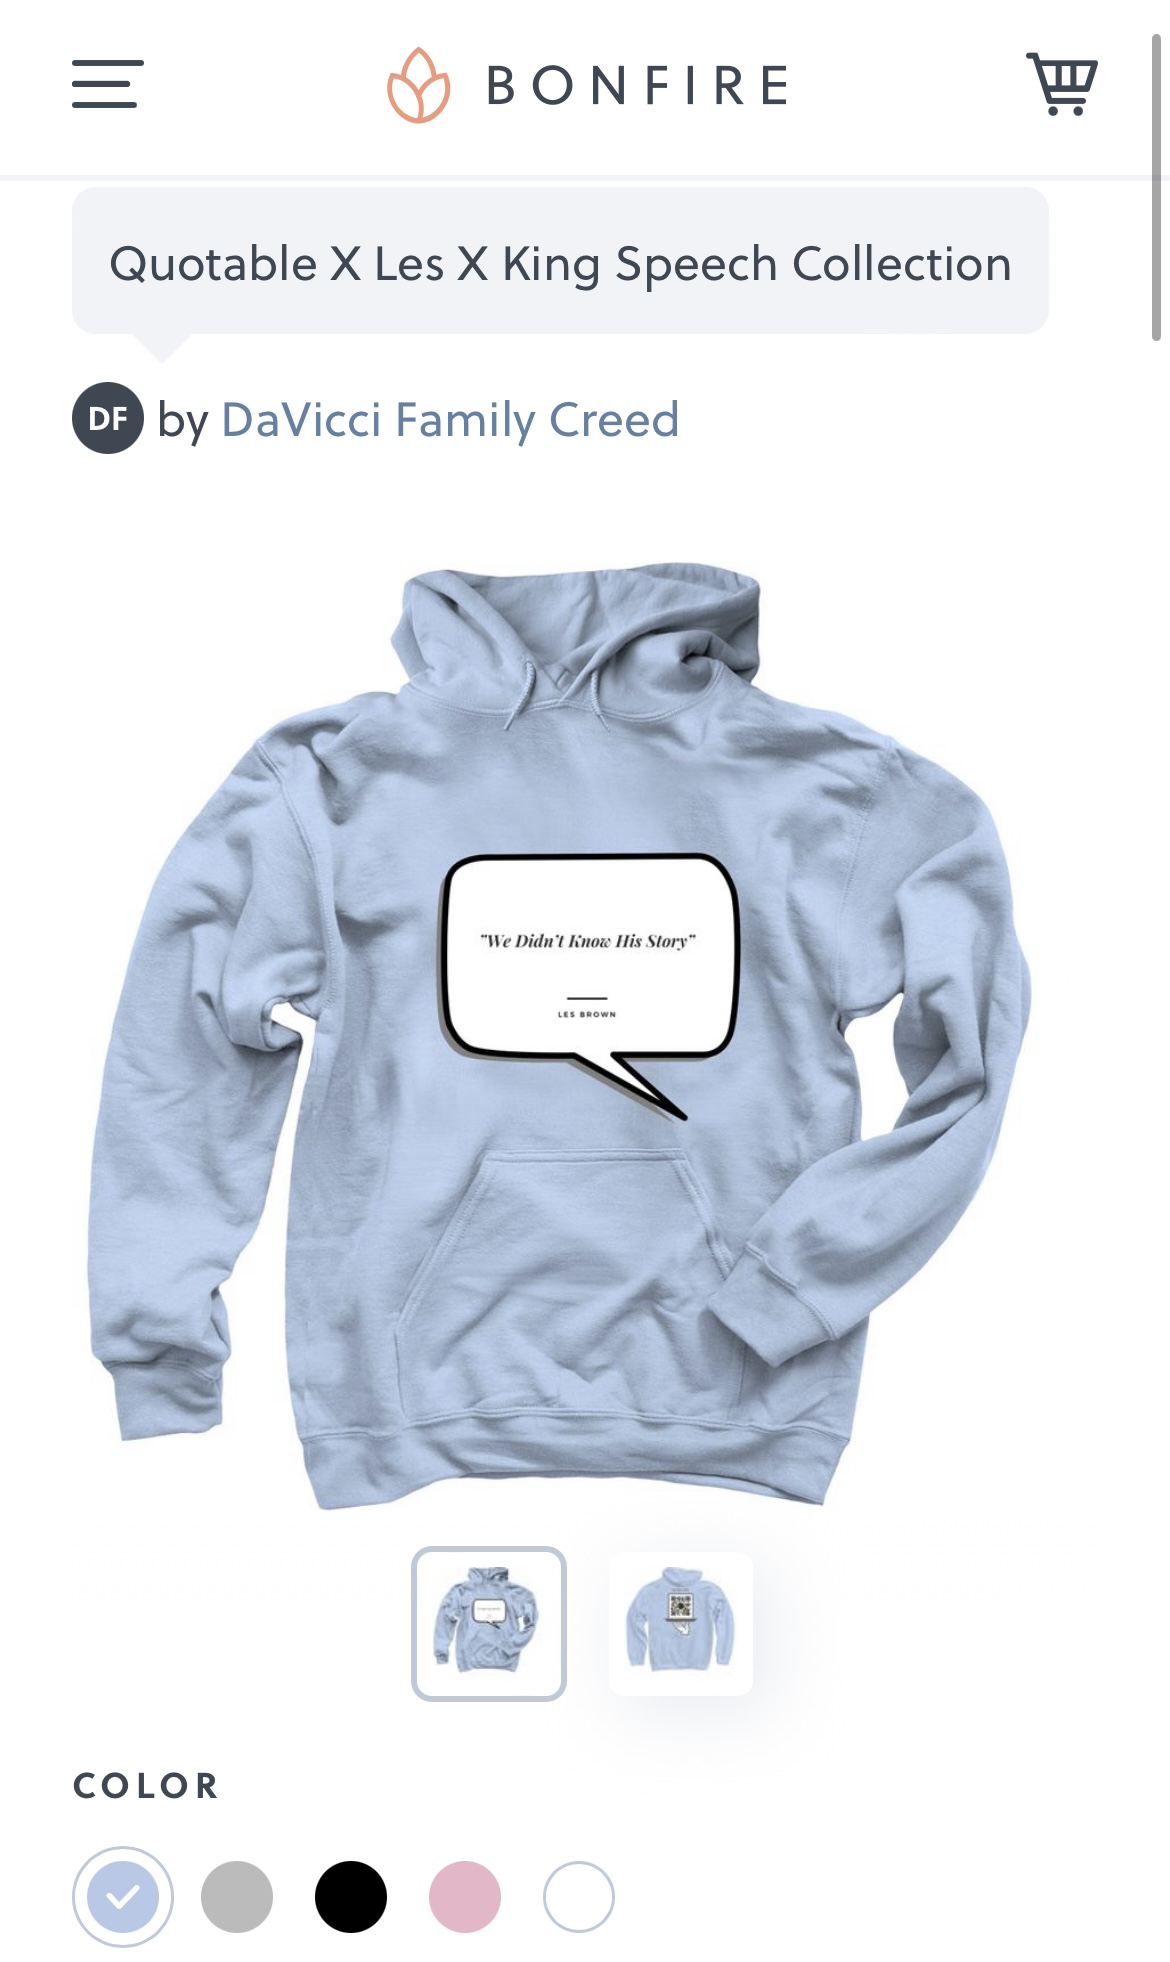 BONFIRE
Quotable X Les X King Speech Collection
DF by DaVicci Family Creed
"We Didn't Know His Story"
LES BROWN
COLOR